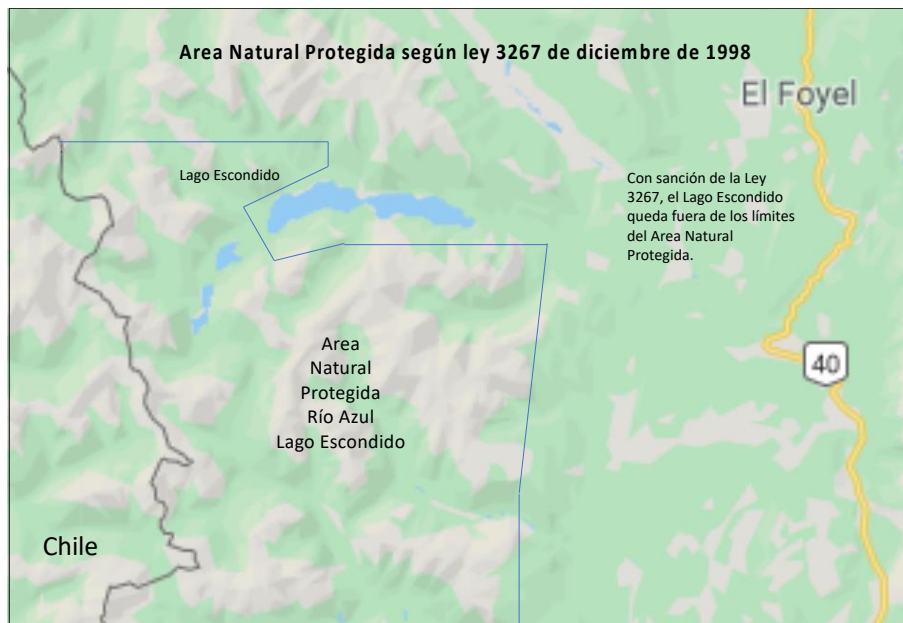 Area Natural Protegida según ley 3267 de diciembre de 1998
El Foyel
Lago Escondido
Con sanción de la Ley
3267, el Lago Escondido
queda fuera de los límites
del Area Natural
Protegida.
Area
Natural
Protegida
Río Azul
Lago Escondido
40
Chile